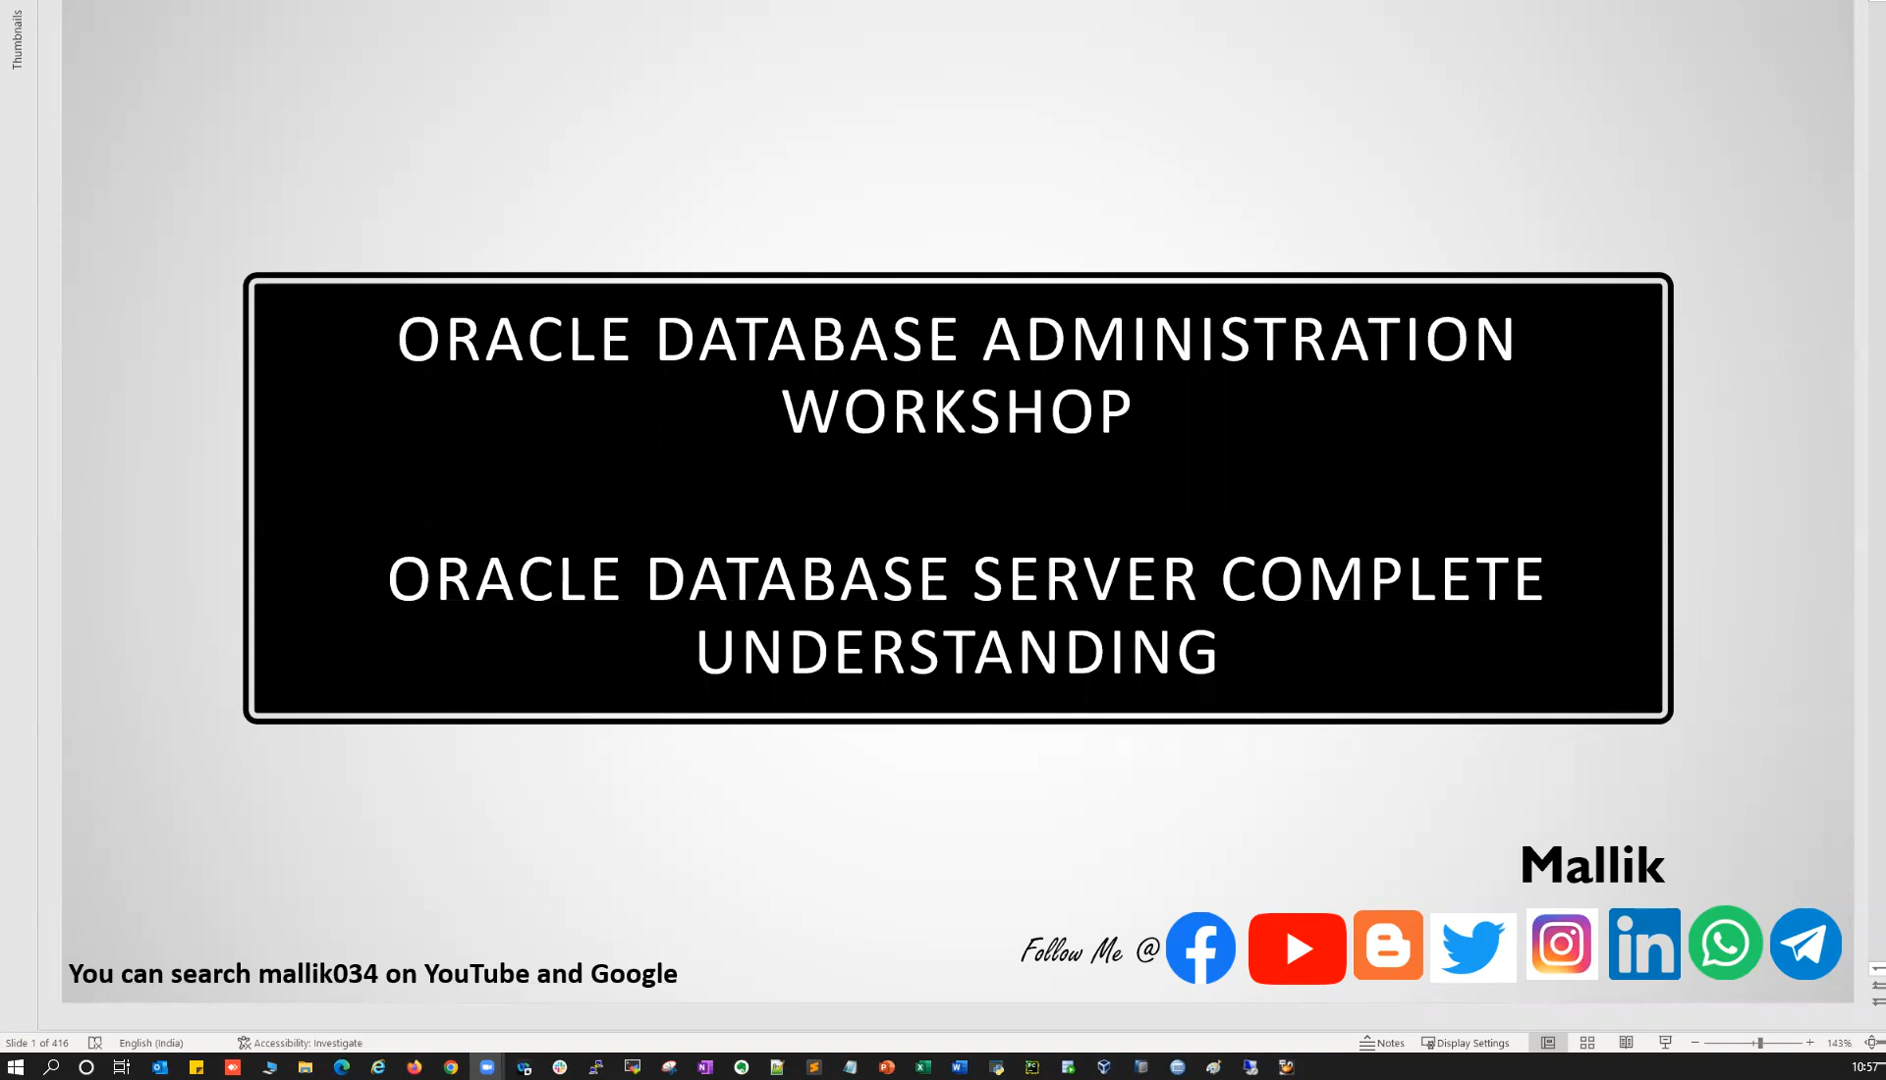 Thumbnails
ORACLE DATABASE ADMINISTRATION
WORKSHOP
ORACLE DATABASE SERVER COMPLETE
UNDERSTANDING
Mallik
Follow Me @
You can search mallik034 on YouTube and Google
Slide 1 of 416 English (India) Accessibility: Investigate Notes Display Settings 143%
10:57